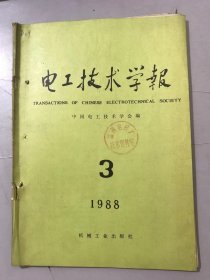 电工技术学报
TRANSACTIONS OF CHINESE ELECTROTECHNICAL SOCIETY
中国电工技术学会编
3
1988
机械工业出版社